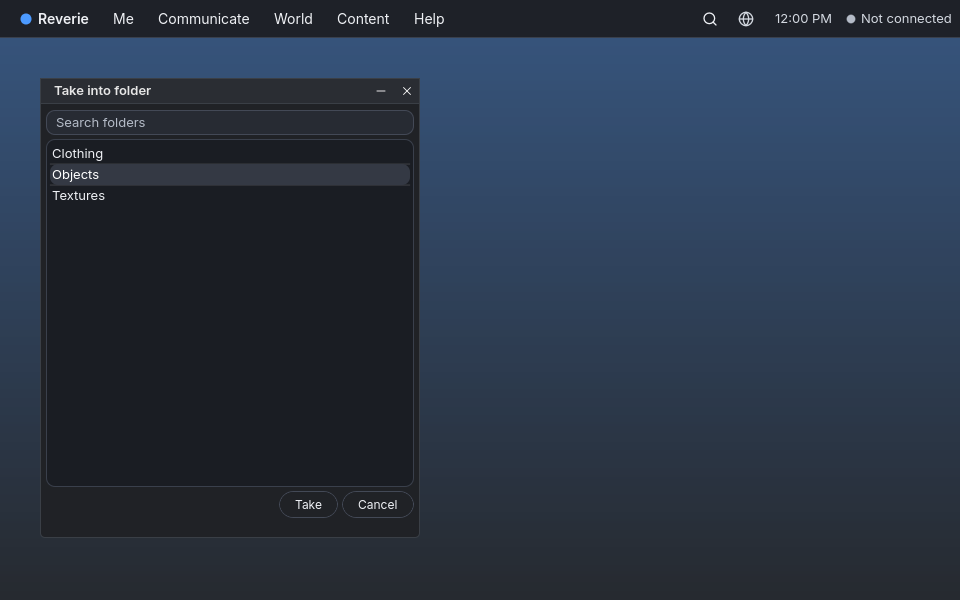 Reverie Me Communicate World Content Help 12:00 PM Not connected
Take into folder
Search folders
Clothing
Objects
Textures
Take Cancel